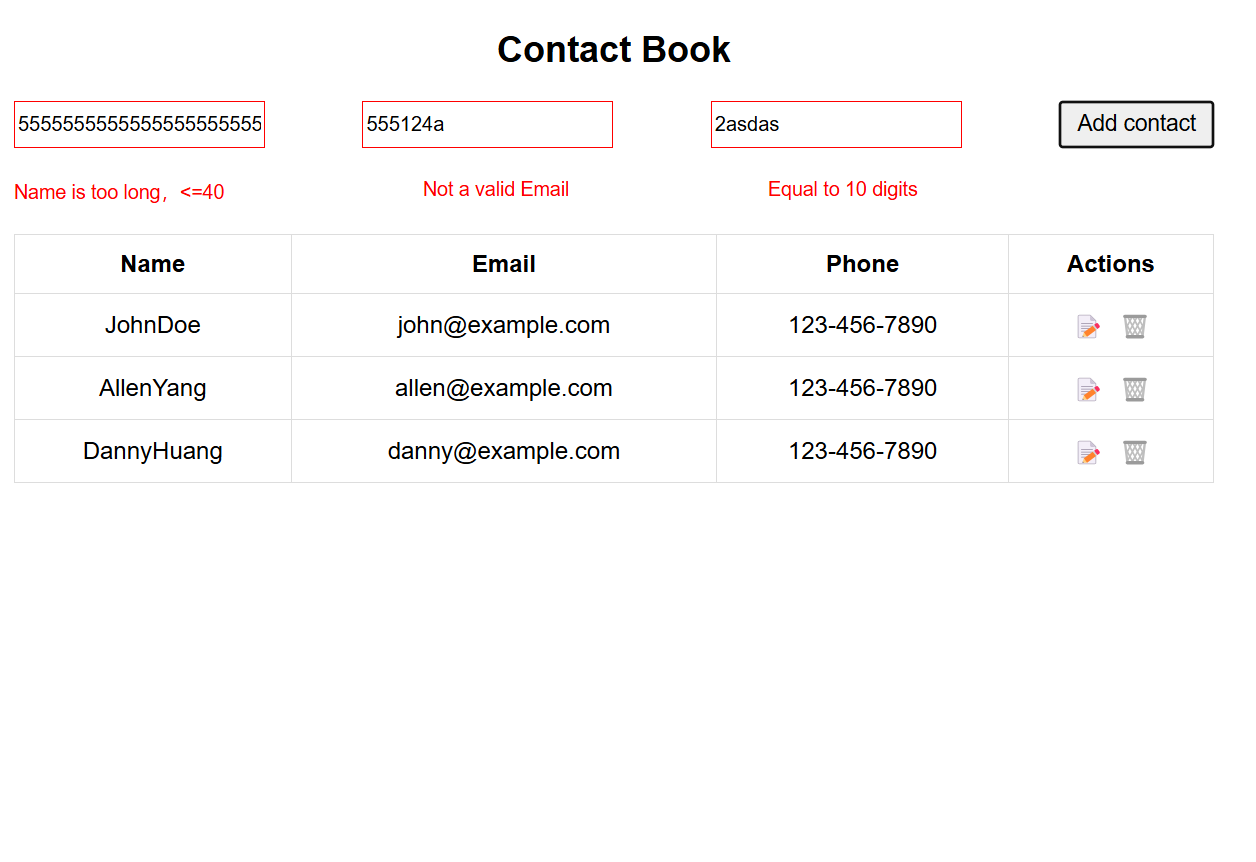 Contact Book
5555555555555555555555 555124a 2asdas Add contact
Name is too long，<=40 Not a valid Email Equal to 10 digits
Name Email Phone Actions
JohnDoe john@example.com 123-456-7890
AllenYang allen@example.com 123-456-7890
DannyHuang danny@example.com 123-456-7890